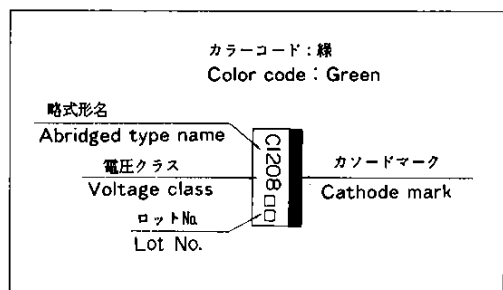 カラーコード：緑
Color code : Green
略式形名
Abridged type name
電圧クラス
Voltage class
ロットNo.
Lot No.
C1208 □□
カソードマーク
Cathode mark